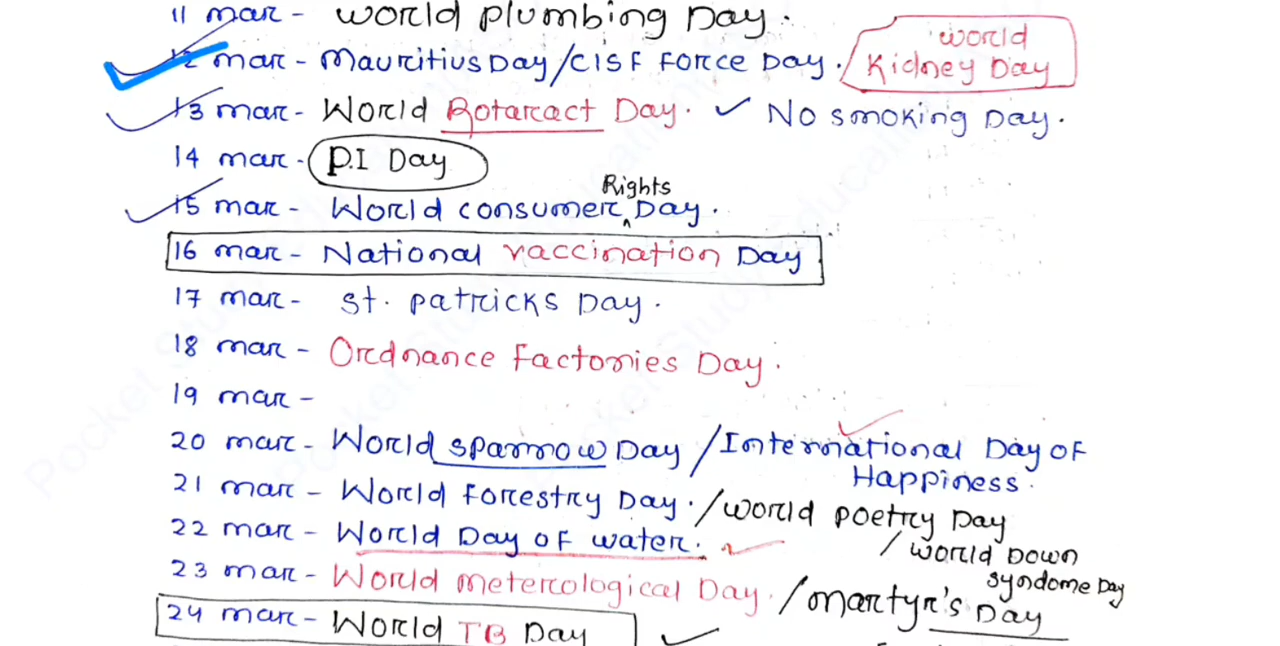 11 mar - World plumbing Day.
12 mar - Mauritius Day/CISF Force Day. / World Kidney Day
13 mar - World Rotaract Day. ✓ No smoking Day.
14 mar - P.I Day
15 mar - World consumer Rights Day.
16 mar - National vaccination Day
17 mar - St. patricks Day.
18 mar - Ordnance Factories Day.
19 mar -
20 mar - World sparrow Day / International Day of
Happiness.
21 mar - World Forestry Day. / World poetry Day
/ World Down
syndome Day
22 mar - World Day of water.
23 mar - World meterological Day. / martyr's Day
24 mar - World TB Day
Pocket Study Education